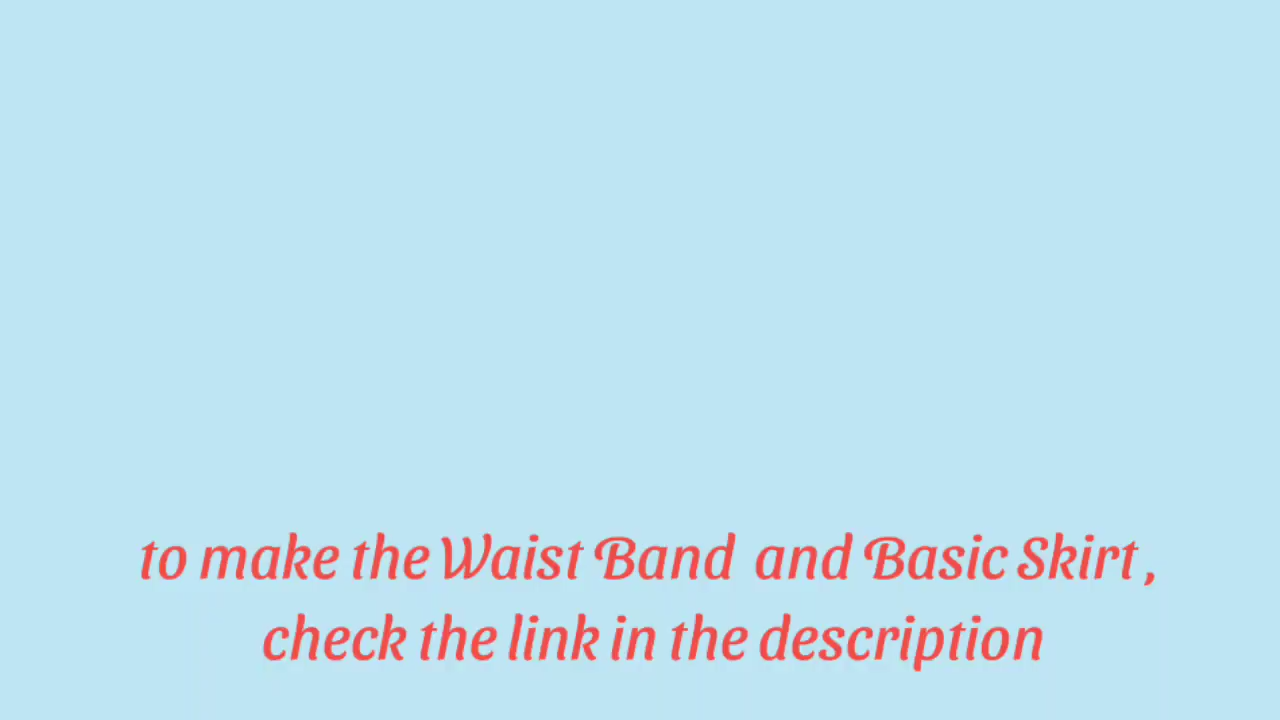 to make the Waist Band and Basic Skirt,
check the link in the description